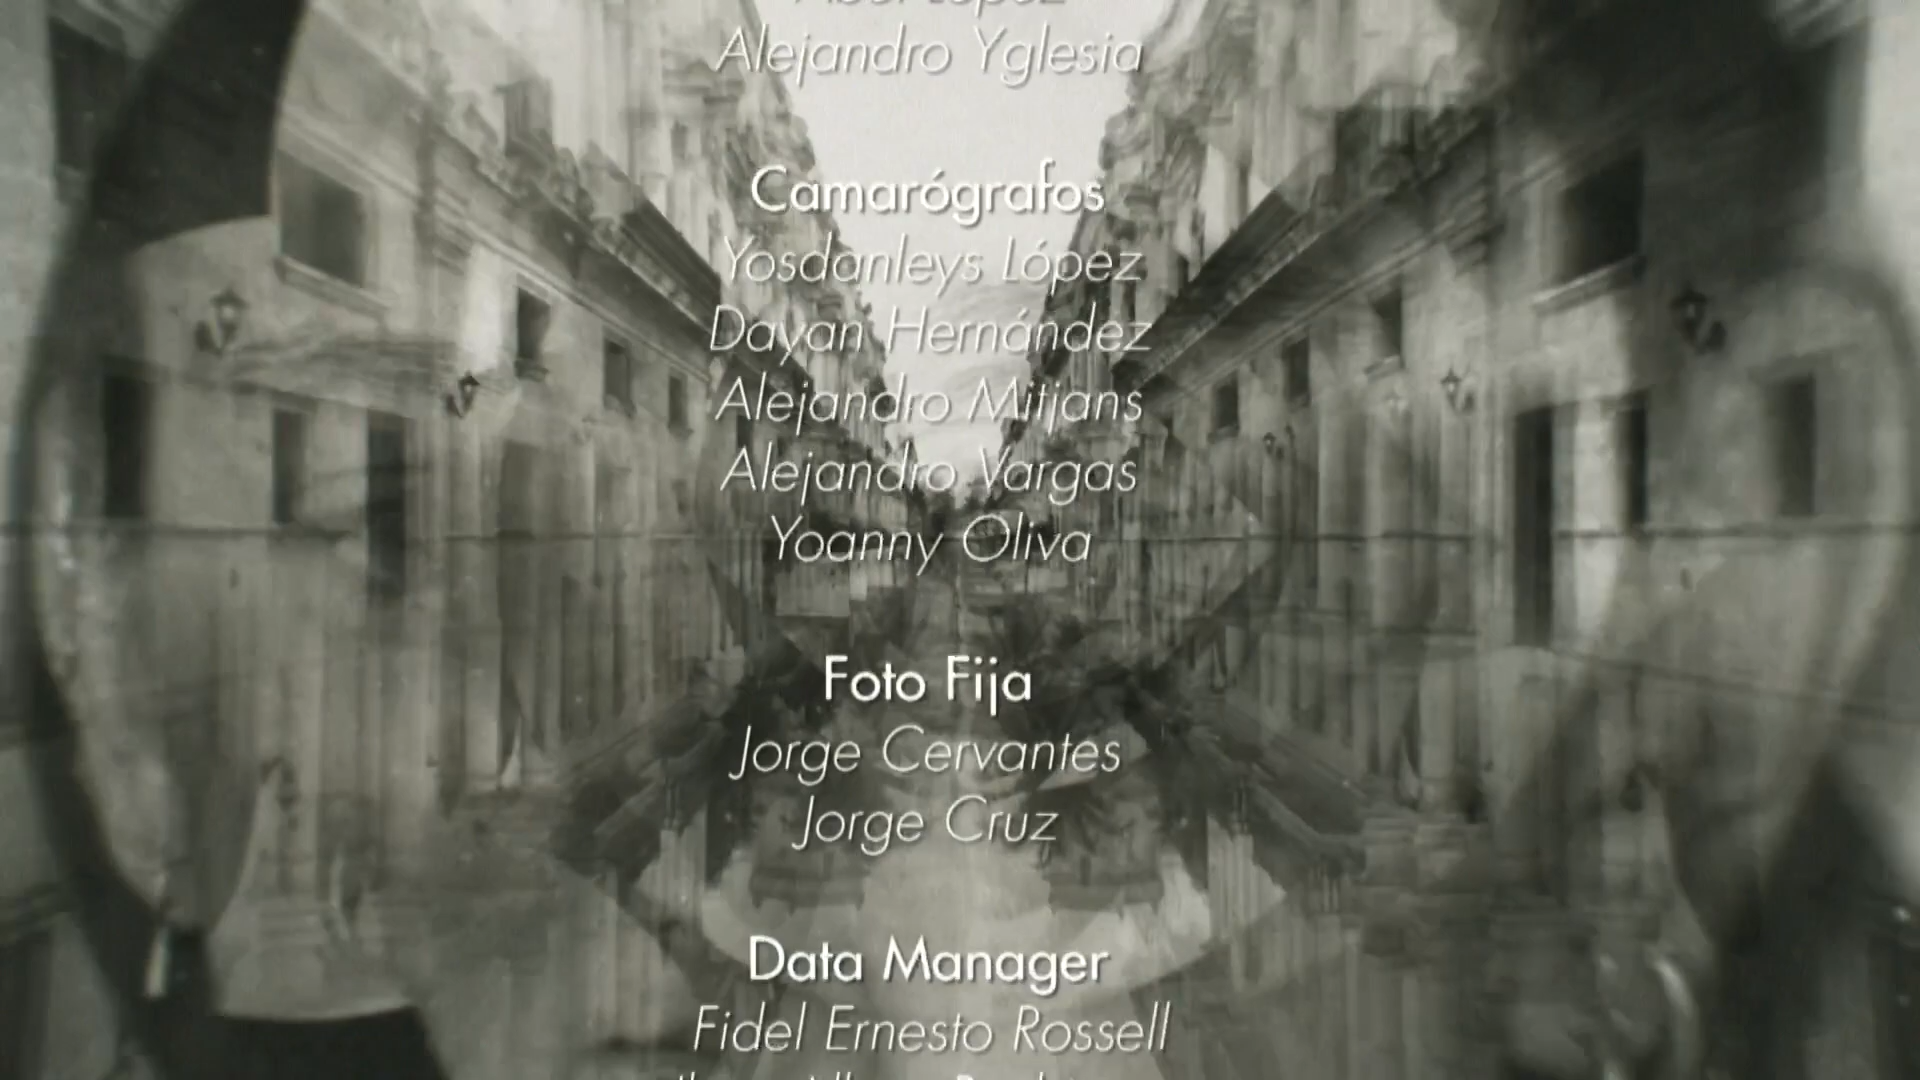 Alejandro Yglesia
Camarógrafos
Yosdanleys López
Dayan Hernández
Alejandro Mitjans
Alejandro Vargas
Yoanny Oliva
Foto Fija
Jorge Cervantes
Jorge Cruz
Data Manager
Fidel Ernesto Rossell